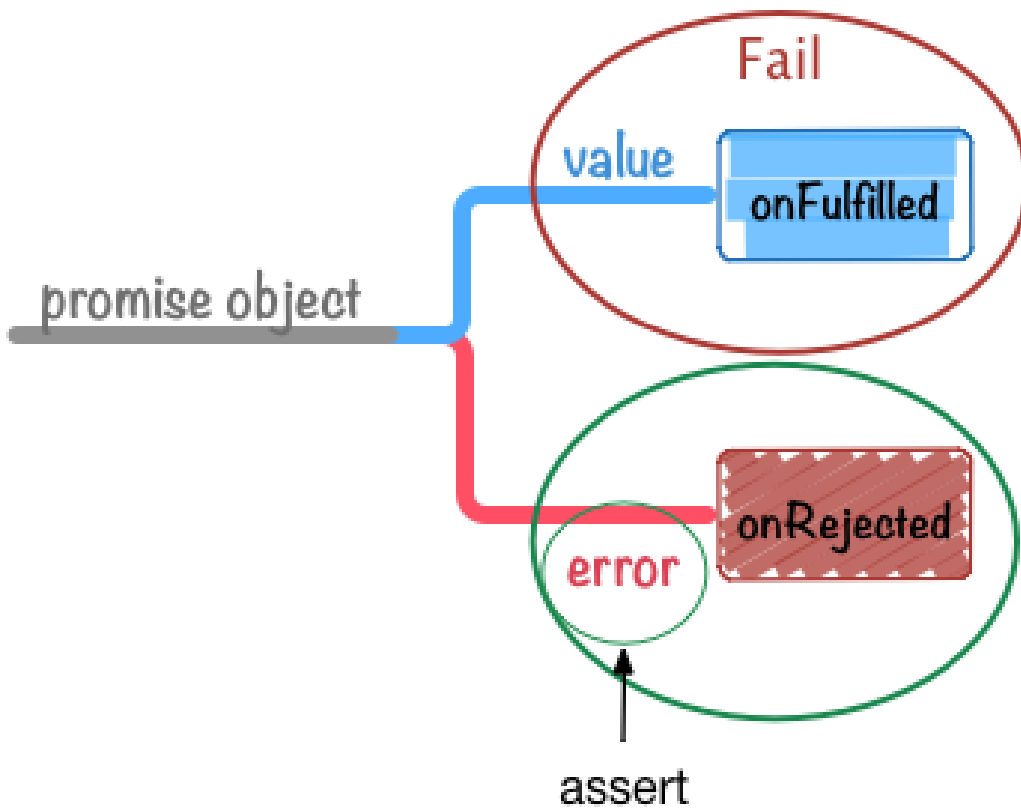 Fail
value
onFulfilled
promise object
onRejected
error
assert